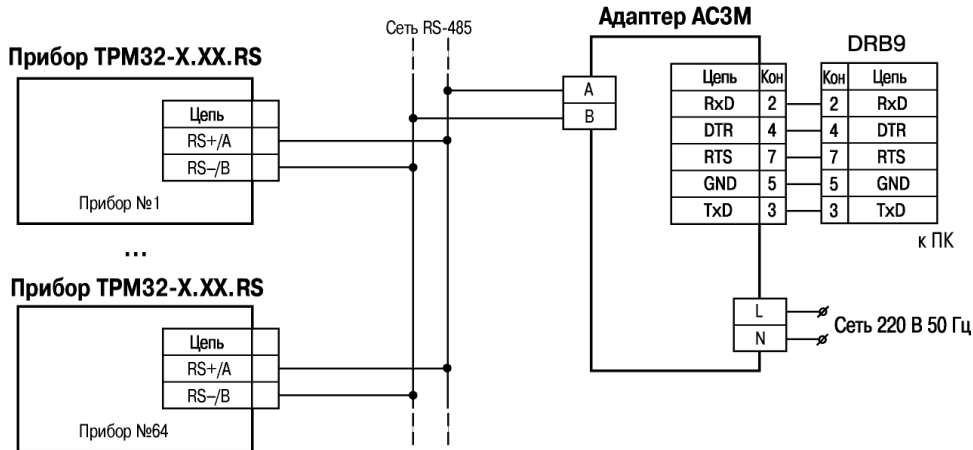 Сеть RS-485
Адаптер АС3М
Прибор ТРМ32-Х.ХХ.RS
DRB9
Цепь
RS+/A
RS–/B
Прибор №1
A
B
Цепь Кон
RxD 2
DTR 4
RTS 7
GND 5
TxD 3
Кон Цепь
2 RxD
4 DTR
7 RTS
5 GND
3 TxD
к ПК
...
Прибор ТРМ32-Х.ХХ.RS
Цепь
RS+/A
RS–/B
Прибор №64
L
N
Сеть 220 В 50 Гц